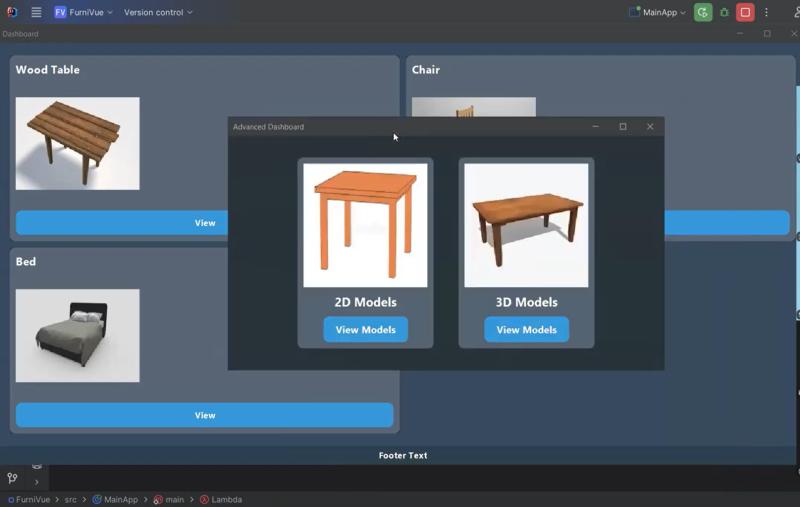 FV FurniVue Version control MainApp
Dashboard
Wood Table
Chair
Advanced Dashboard
View
2D Models
3D Models
View Models
View Models
Bed
View
Footer Text
FurniVue > src > MainApp > main > Lambda